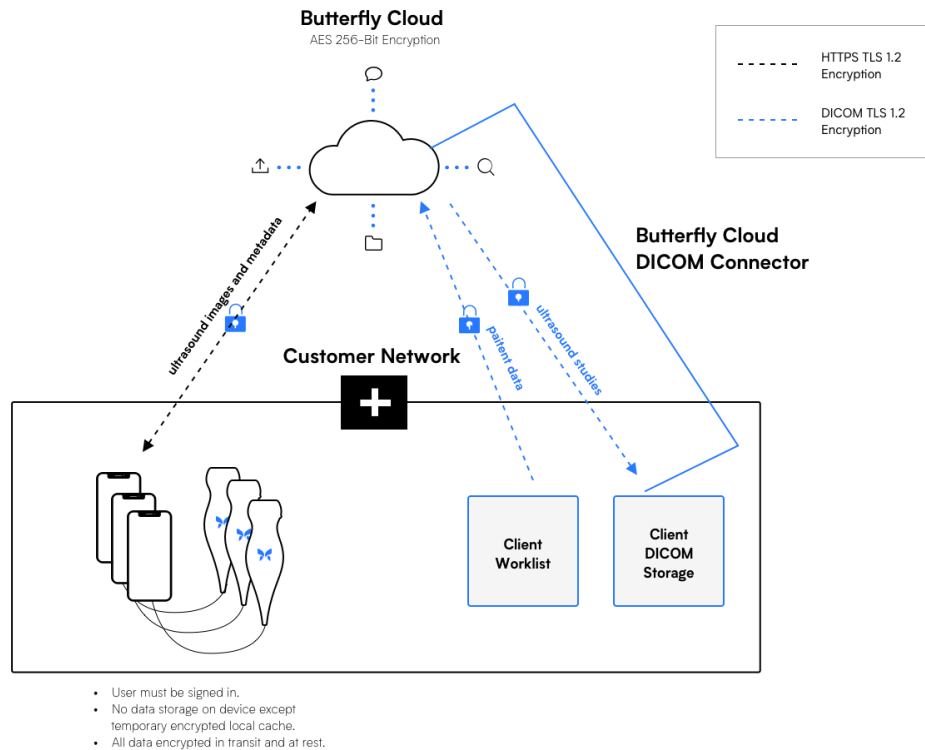 Butterfly Cloud
AES 256-Bit Encryption
HTTPS TLS 1.2
Encryption
DICOM TLS 1.2
Encryption
ultrasound images and metadata
Butterfly Cloud
DICOM Connector
paitent data
ultrasound studies
Customer Network
Client
Worklist
Client
DICOM
Storage
• User must be signed in.
• No data storage on device except
temporary encrypted local cache.
• All data encrypted in transit and at rest.